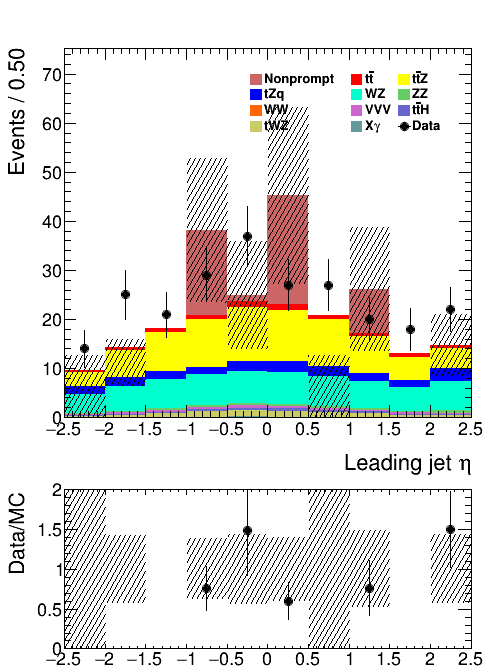 Events / 0.50
70
60
50
40
30
20
10
0
Nonprompt tt̄ tt̄Z
tZq WZ ZZ
WW VVV tt̄H
tWZ Xγ Data
−2.5 −2 −1.5 −1 −0.5 0 0.5 1 1.5 2 2.5
Leading jet η
Data/MC
2
1.5
1
0.5
0
−2.5 −2 −1.5 −1 −0.5 0 0.5 1 1.5 2 2.5